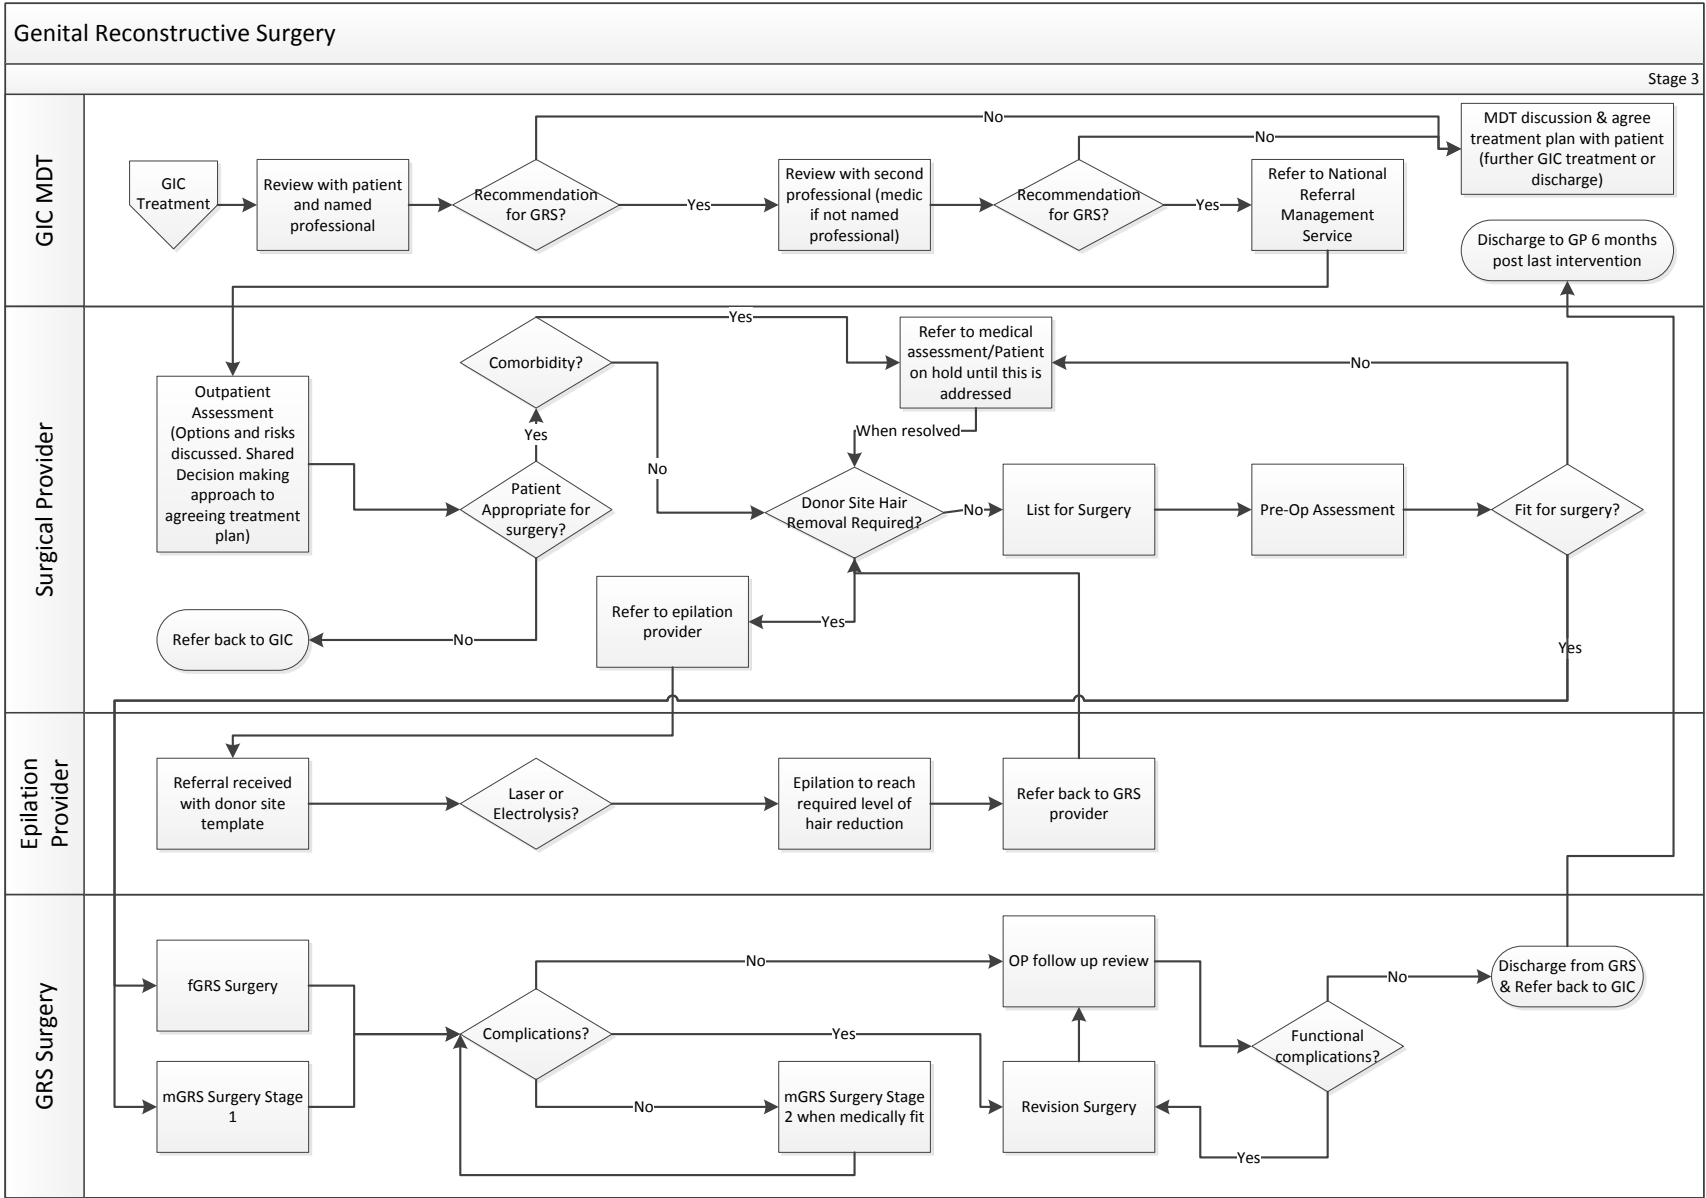 Genital Reconstructive Surgery
Stage 3
GIC MDT
GIC
Treatment
Review with patient
and named
professional
Recommendation
for GRS?
No
Yes
Review with second
professional (medic
if not named
professional)
Recommendation
for GRS?
No
Yes
Refer to National
Referral
Management
Service
MDT discussion & agree
treatment plan with patient
(further GIC treatment or
discharge)
Discharge to GP 6 months
post last intervention
Surgical Provider
Outpatient
Assessment
(Options and risks
discussed. Shared
Decision making
approach to
agreeing treatment
plan)
Comorbidity?
Yes
Yes
No
Patient
Appropriate for
surgery?
No
Refer back to GIC
Refer to medical
assessment/Patient
on hold until this is
addressed
When resolved
Donor Site Hair
Removal Required?
No
Yes
Refer to epilation
provider
List for Surgery
Pre-Op Assessment
Fit for surgery?
No
Yes
Epilation
Provider
Referral received
with donor site
template
Laser or
Electrolysis?
Epilation to reach
required level of
hair reduction
Refer back to GRS
provider
GRS Surgery
fGRS Surgery
mGRS Surgery Stage
1
Complications?
No
Yes
No
mGRS Surgery Stage
2 when medically fit
OP follow up review
Revision Surgery
Functional
complications?
No
Yes
Discharge from GRS
& Refer back to GIC